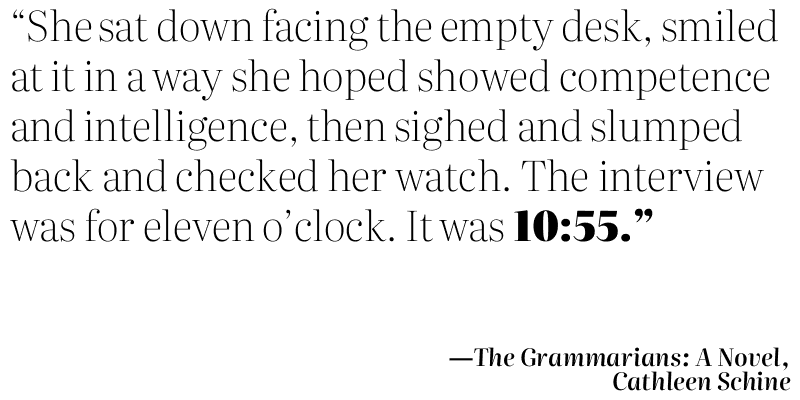 “She sat down facing the empty desk, smiled
at it in a way she hoped showed competence
and intelligence, then sighed and slumped
back and checked her watch. The interview
was for eleven o’clock. It was 10:55.”
—The Grammarians: A Novel,
Cathleen Schine